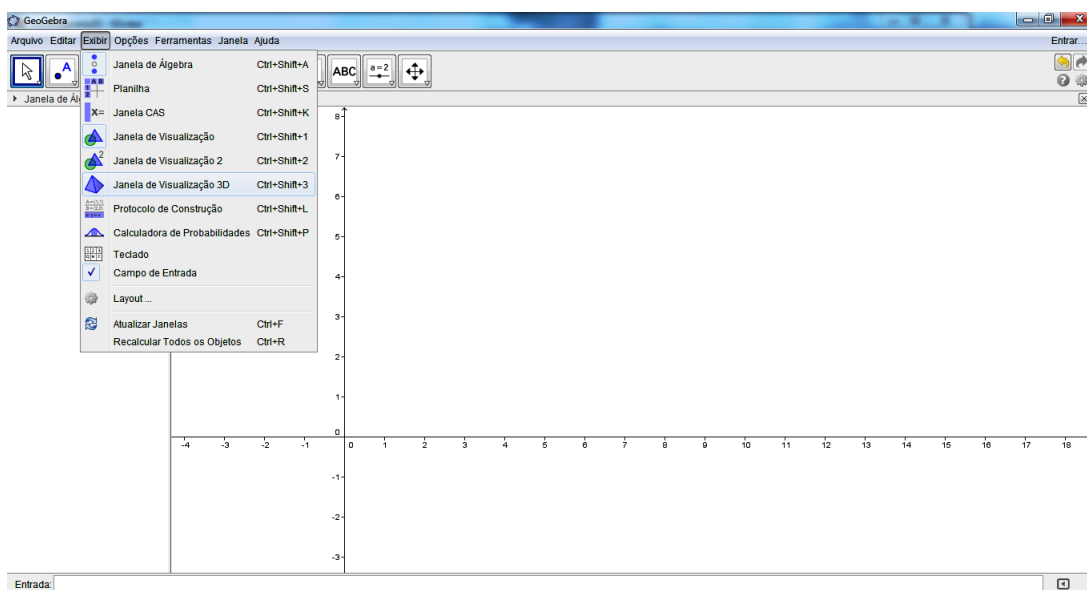 GeoGebra
Arquivo Editar Exibir Opções Ferramentas Janela Ajuda Entrar...
ABC a=2
Janela de Ál
Janela de Álgebra Ctrl+Shift+A
Planilha Ctrl+Shift+S
Janela CAS Ctrl+Shift+K
Janela de Visualização Ctrl+Shift+1
Janela de Visualização 2 Ctrl+Shift+2
Janela de Visualização 3D Ctrl+Shift+3
Protocolo de Construção Ctrl+Shift+L
Calculadora de Probabilidades Ctrl+Shift+P
Teclado
Campo de Entrada
Layout ...
Atualizar Janelas Ctrl+F
Recalcular Todos os Objetos Ctrl+R
8
7
6
5
4
3
2
1
0
-4 -3 -2 -1 0 1 2 3 4 5 6 7 8 9 10 11 12 13 14 15 16 17 18
-1
-2
-3
Entrada: